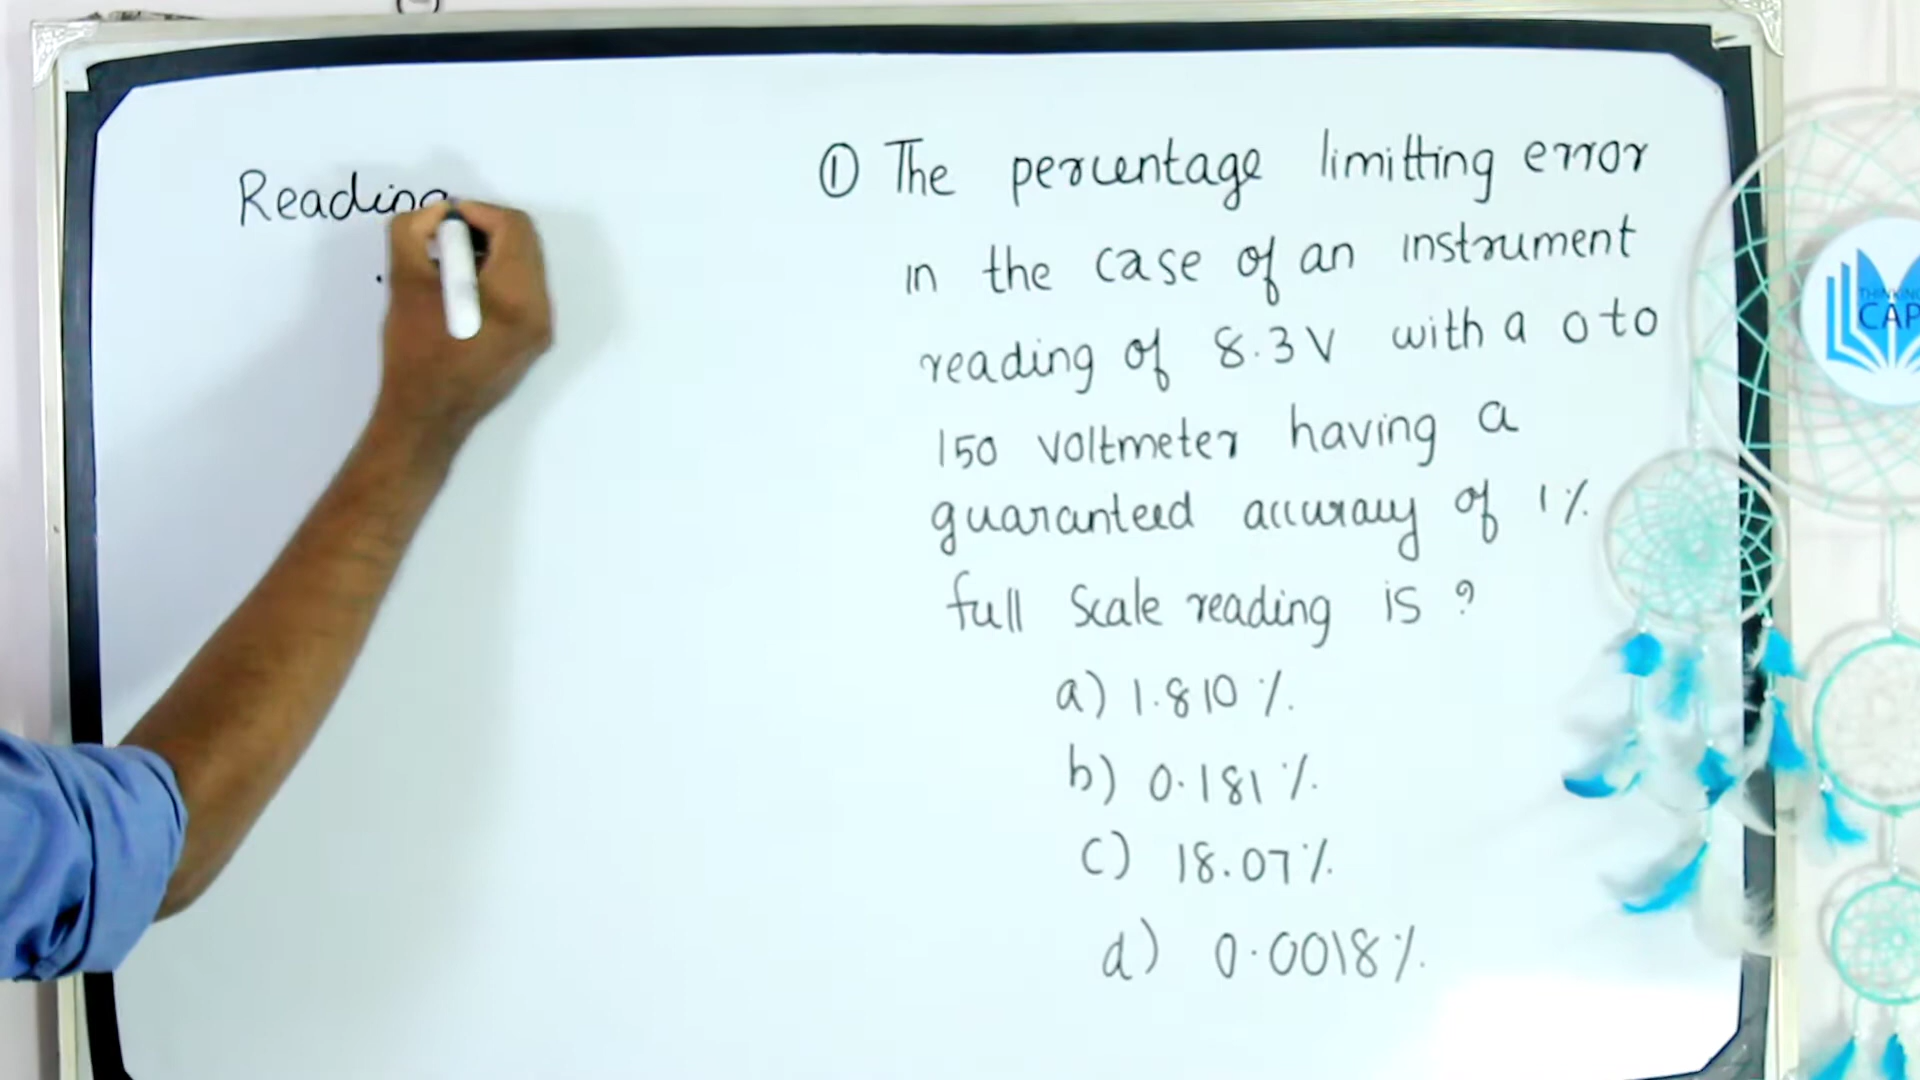 Reading
① The percentage limitting error
in the case of an instrument
reading of 8.3V with a 0 to
150 voltmeter having a
guaranteed accuracy of 1%
full scale reading is ?
a) 1.810 %.
b) 0.181 %.
c) 18.07%.
d) 0.0018%.
THINKING
CAP